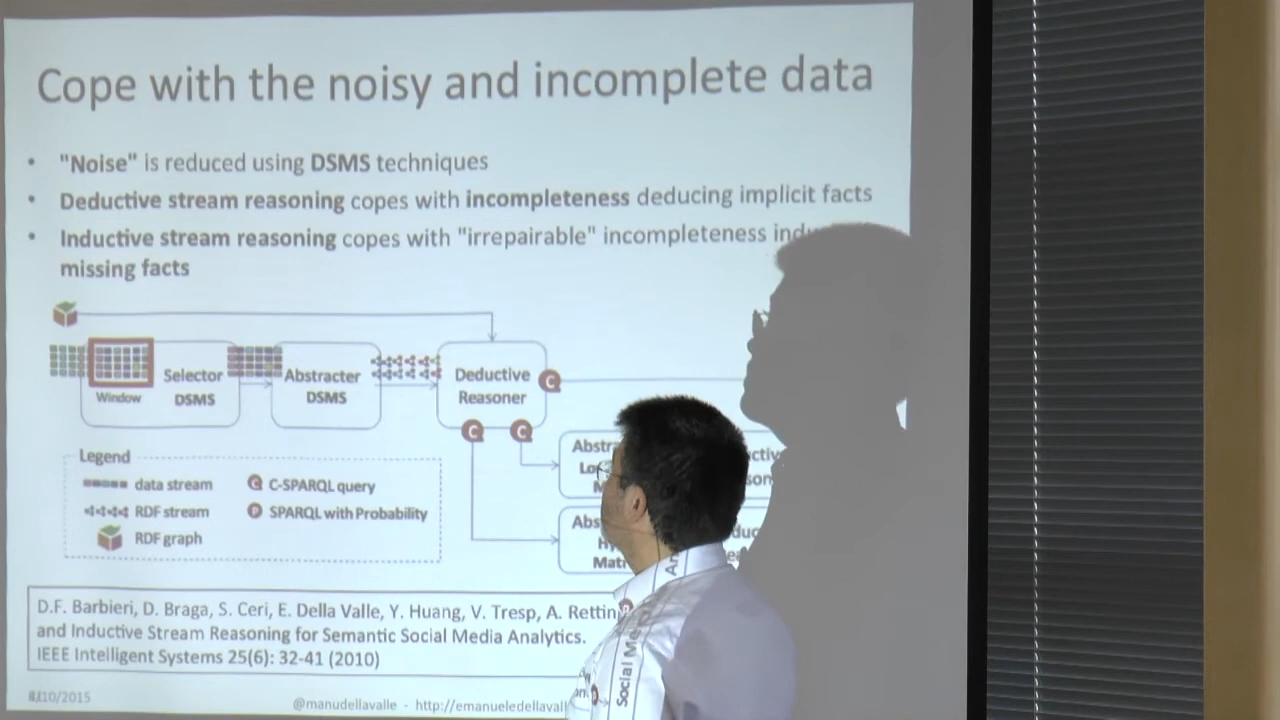 Cope with the noisy and incomplete data
• "Noise" is reduced using DSMS techniques
• Deductive stream reasoning copes with incompleteness deducing implicit facts
• Inductive stream reasoning copes with "irrepairable" incompleteness
missing facts
Window
Selector
DSMS
Abstracter
DSMS
Deductive
Reasoner
C
C
C
Legend
data stream
RDF stream
RDF graph
C C-SPARQL query
P SPARQL with Probability
D.F. Barbieri, D. Braga, S. Ceri, E. Della Valle, Y. Huang, V. Tresp, A. Rettin
and Inductive Stream Reasoning for Semantic Social Media Analytics.
IEEE Intelligent Systems 25(6): 32-41 (2010)
@manudellavalle - http://emanueledellaval
Social